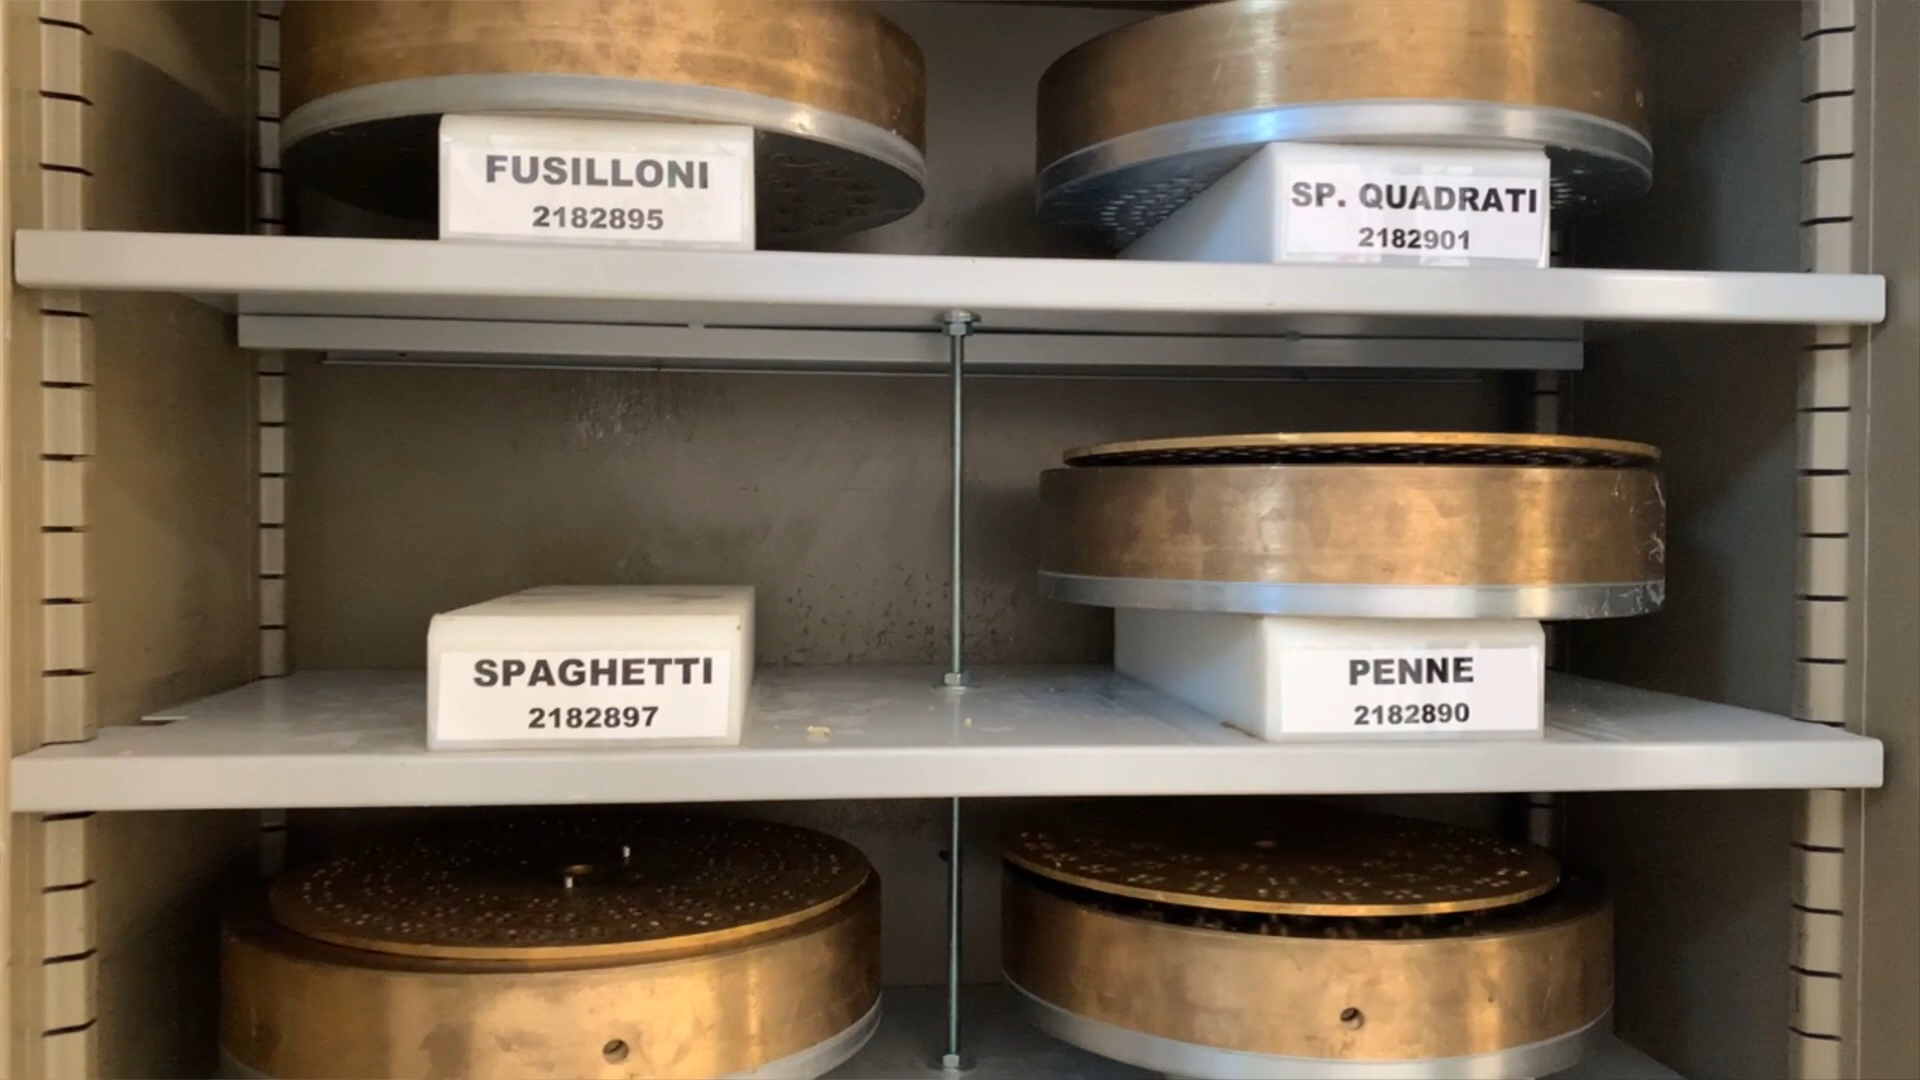 FUSILLONI
2182895
SP. QUADRATI
2182901
SPAGHETTI
2182897
PENNE
2182890